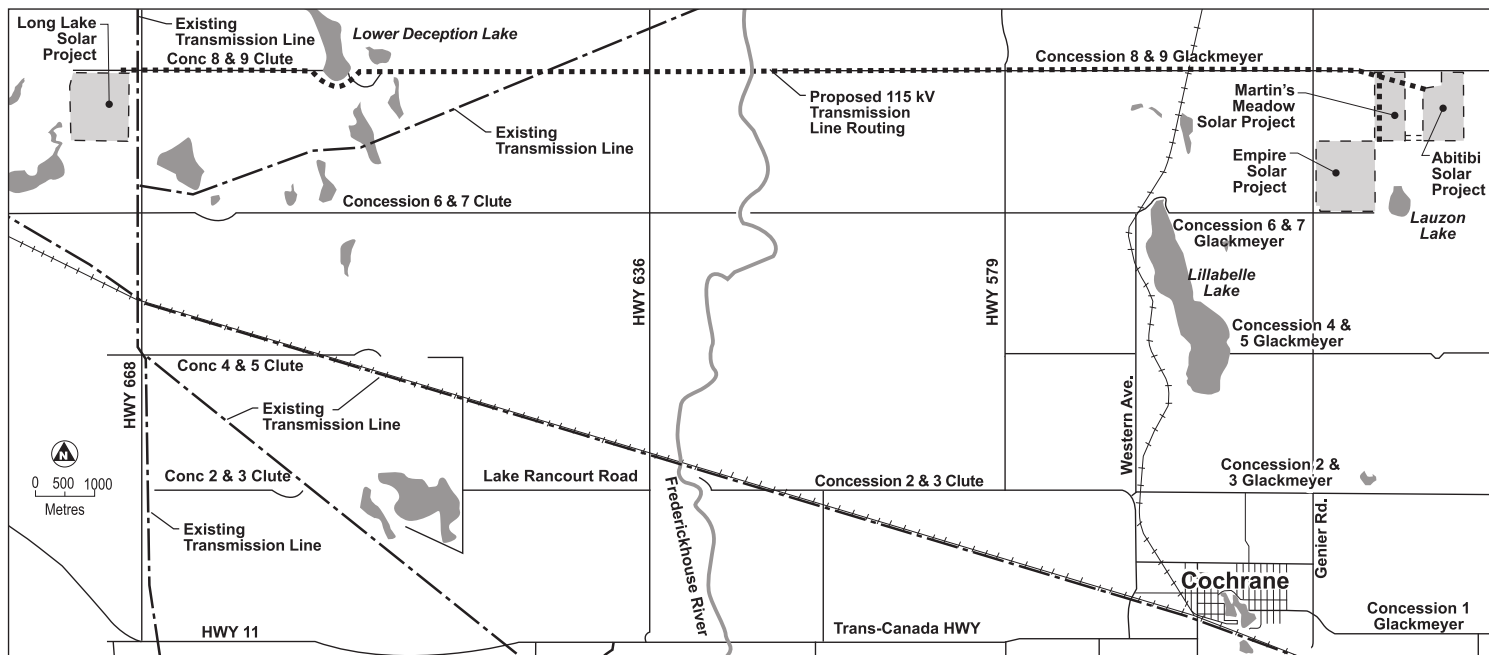 Long Lake
Solar
Project
Existing
Transmission Line
Conc 8 & 9 Clute
Lower Deception Lake
Existing
Transmission Line
Proposed 115 kV
Transmission
Line Routing
Concession 8 & 9 Glackmeyer
Martin's
Meadow
Solar Project
Empire
Solar
Project
Abitibi
Solar
Project
Lauzon
Lake
Concession 6 & 7 Clute
Concession 6 & 7
Glackmeyer
Lillabelle
Lake
HWY 636
HWY 579
Concession 4 &
5 Glackmeyer
Conc 4 & 5 Clute
HWY 668
Existing
Transmission Line
Western Ave.
N
0 500 1000
Metres
Conc 2 & 3 Clute
Lake Rancourt Road
Concession 2 & 3 Clute
Concession 2 &
3 Glackmeyer
Existing
Transmission Line
Frederickhouse River
Genier Rd.
Cochrane
HWY 11
Trans-Canada HWY
Concession 1
Glackmeyer